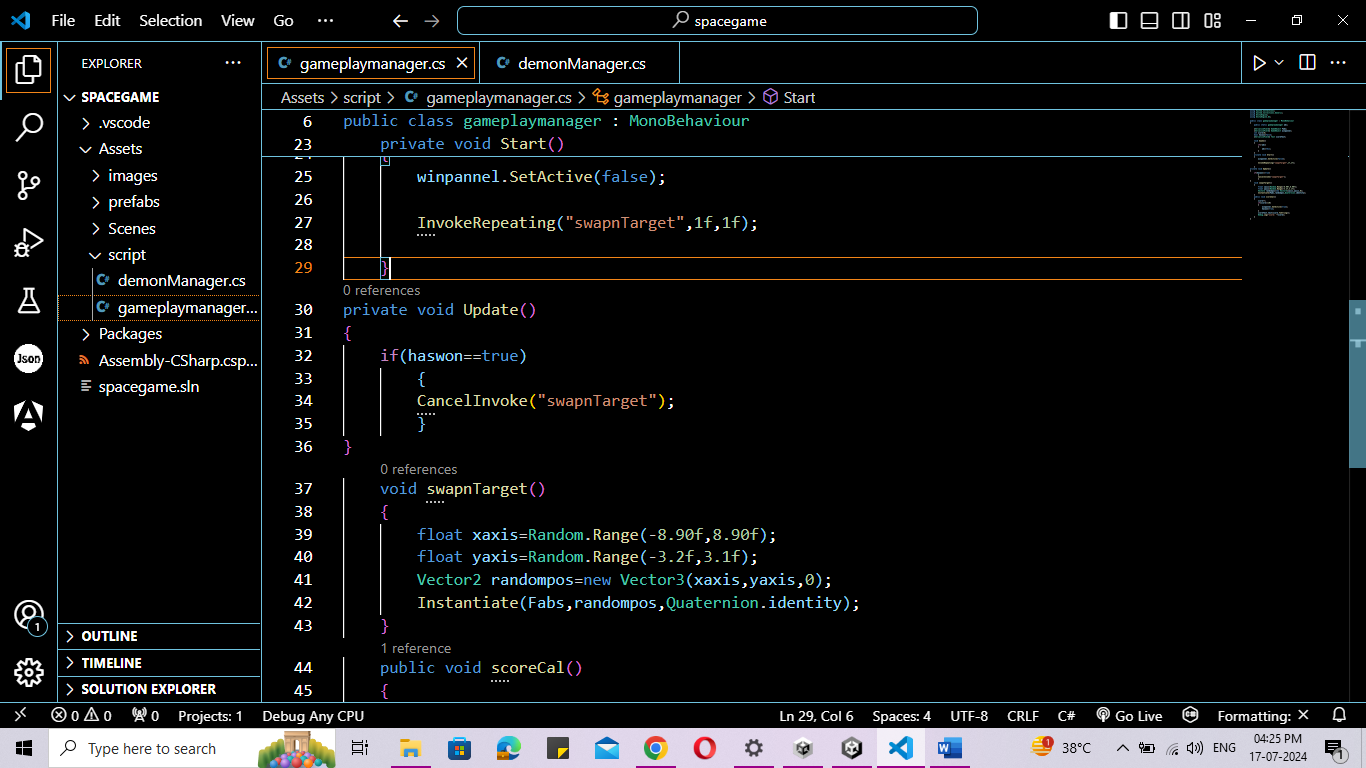 File Edit Selection View Go ··· spacegame
EXPLORER ···
gameplaymanager.cs
demonManager.cs
SPACEGAME
.vscode
Assets
images
prefabs
Scenes
script
demonManager.cs
gameplaymanager...
Packages
Assembly-CSharp.csp...
spacegame.sln
Json
1
OUTLINE
TIMELINE
SOLUTION EXPLORER
Assets > script > gameplaymanager.cs > gameplaymanager > Start
6 public class gameplaymanager : MonoBehaviour
23 private void Start()
25 winpannel.SetActive(false);
26
27 InvokeRepeating("swapnTarget",1f,1f);
28
29 }
0 references
30 private void Update()
31 {
32 if(haswon==true)
33 {
34 CancelInvoke("swapnTarget");
35 }
36 }
0 references
37 void swapnTarget()
38 {
39 float xaxis=Random.Range(-8.90f,8.90f);
40 float yaxis=Random.Range(-3.2f,3.1f);
41 Vector2 randompos=new Vector3(xaxis,yaxis,0);
42 Instantiate(Fabs,randompos,Quaternion.identity);
43 }
1 reference
44 public void scoreCal()
45 {
0 0 0 Projects: 1 Debug Any CPU Ln 29, Col 6 Spaces: 4 UTF-8 CRLF C# Go Live Formatting: ×
Type here to search 38°C ENG 04:25 PM
17-07-2024 1